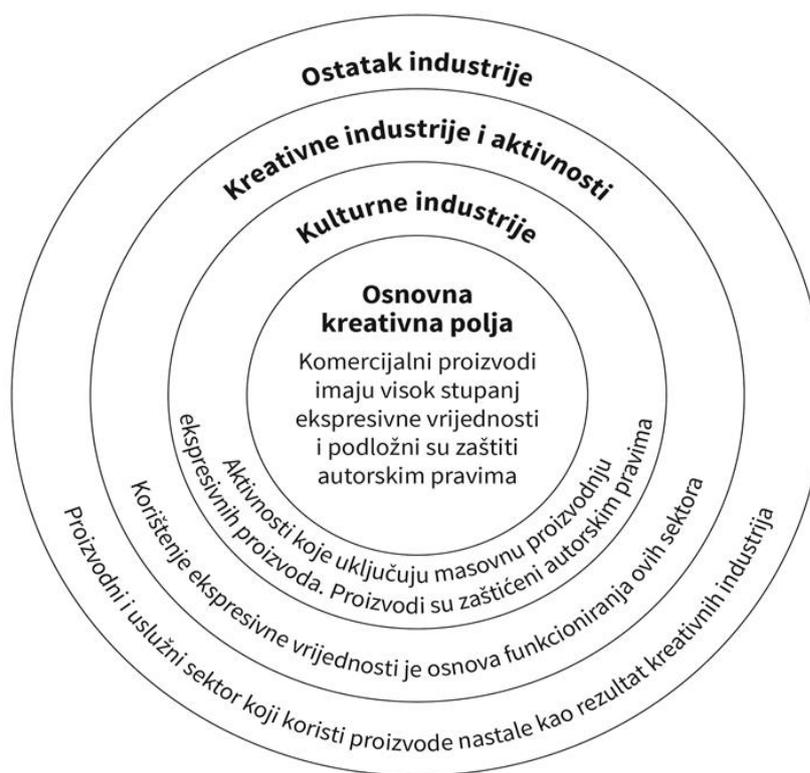 Ostatak industrije
Kreativne industrije i aktivnosti
Kulturne industrije
Osnovna
kreativna polja
Komercijalni proizvodi
imaju visok stupanj
ekspresivne vrijednosti
i podložni su zaštiti
autorskim pravima
Aktivnosti koje uključuju masovnu proizvodnju
ekspresivnih proizvoda. Proizvodi su zaštićeni autorskim pravima
Korištenje ekspresivne vrijednosti je osnova funkcioniranja ovih sektora
Proizvodni i uslužni sektor koji koristi proizvode nastale kao rezultat kreativnih industrija